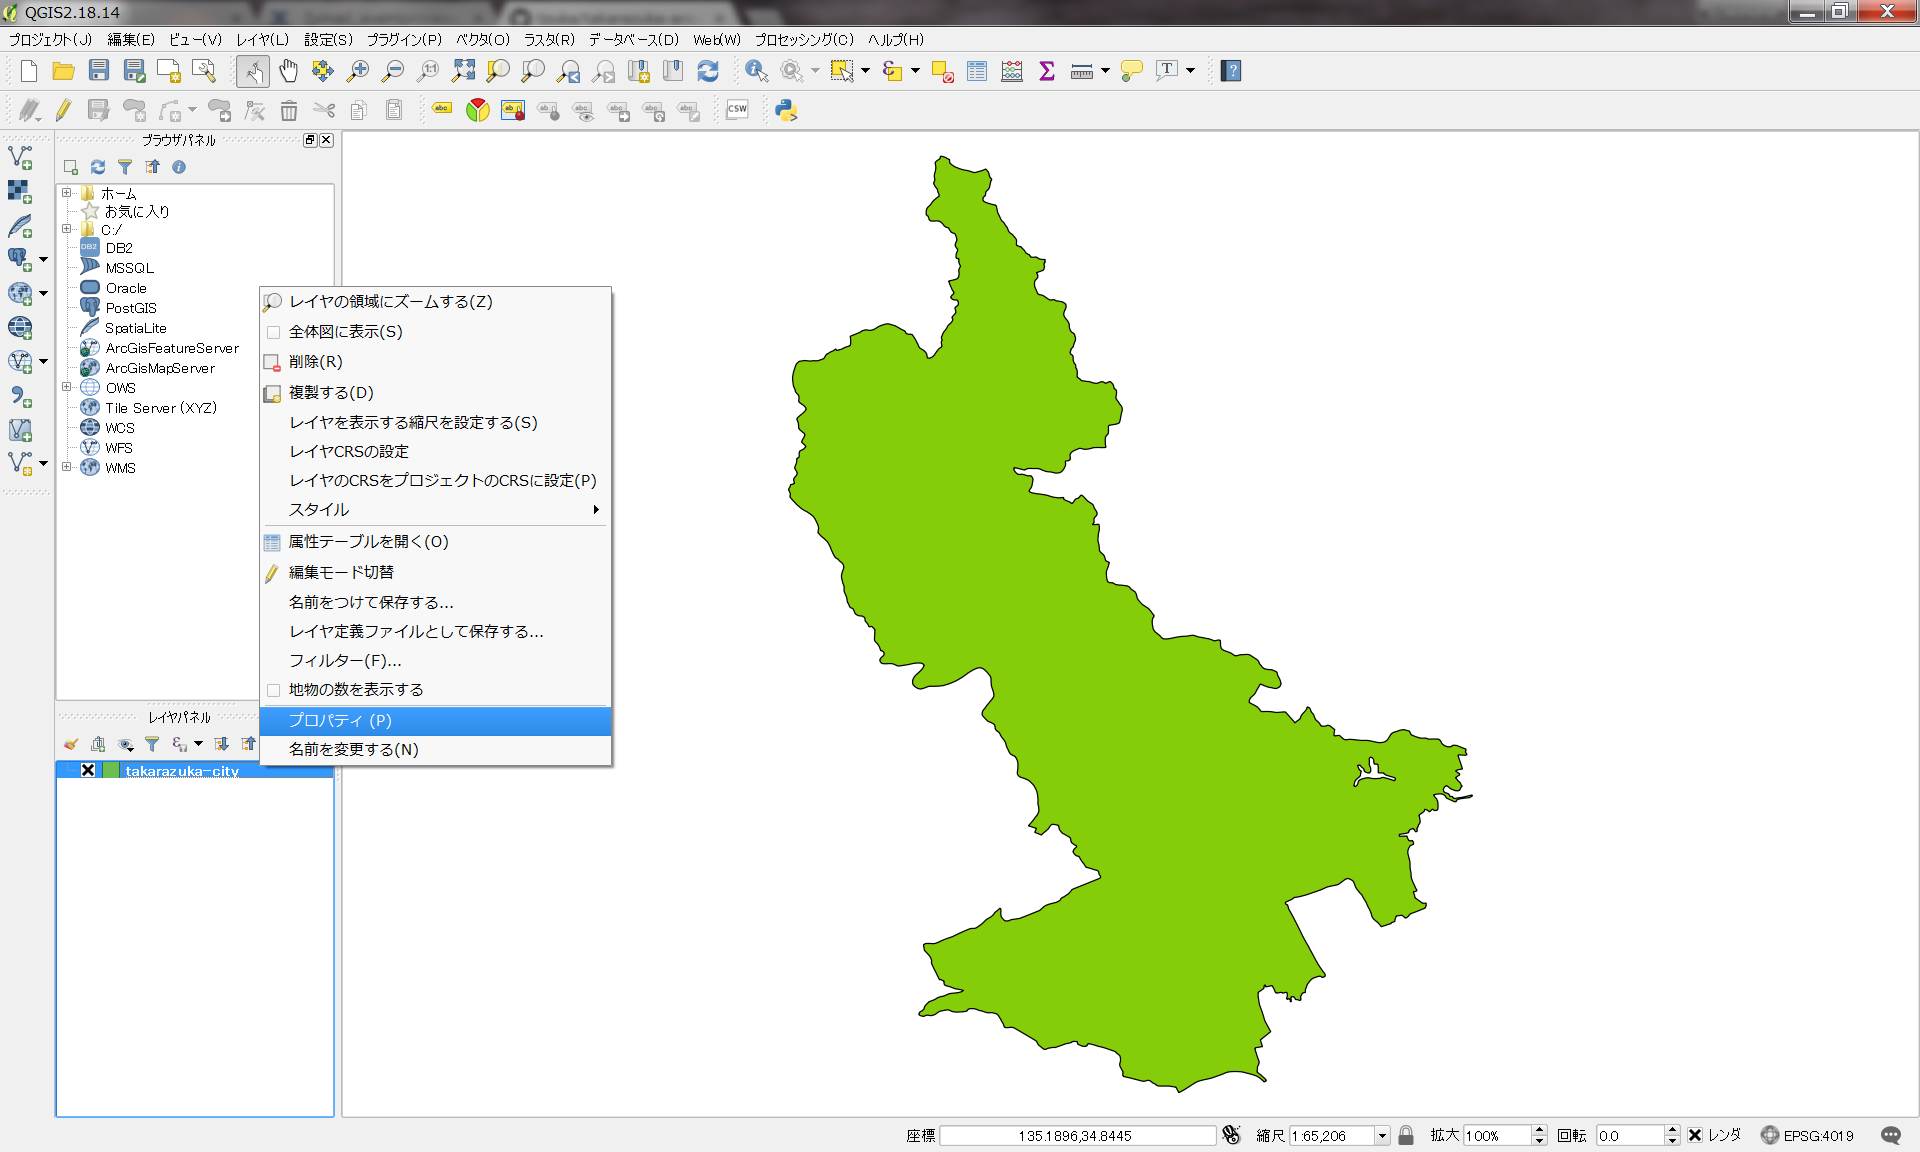 QGIS2.18.14
プロジェクト(J) 編集(E) ビュー(V) レイヤ(L) 設定(S) プラグイン(P) ベクタ(O) ラスタ(R) データベース(D) Web(W) プロセッシング(C) ヘルプ(H)
ブラウザパネル
ホーム
お気に入り
C:/
DB2
MSSQL
Oracle
PostGIS
SpatiaLite
ArcGisFeatureServer
ArcGisMapServer
OWS
Tile Server (XYZ)
WCS
WFS
WMS
レイヤの領域にズームする(Z)
全体図に表示(S)
削除(R)
複製する(D)
レイヤを表示する縮尺を設定する(S)
レイヤCRSの設定
レイヤのCRSをプロジェクトのCRSに設定(P)
スタイル
属性テーブルを開く(O)
編集モード切替
名前をつけて保存する...
レイヤ定義ファイルとして保存する...
フィルター(F)...
地物の数を表示する
プロパティ (P)
名前を変更する(N)
レイヤパネル
takarazuka-city
座標 135.1896,34.8445 縮尺 1:65,206 拡大 100% 回転 0.0 レンダ EPSG:4019